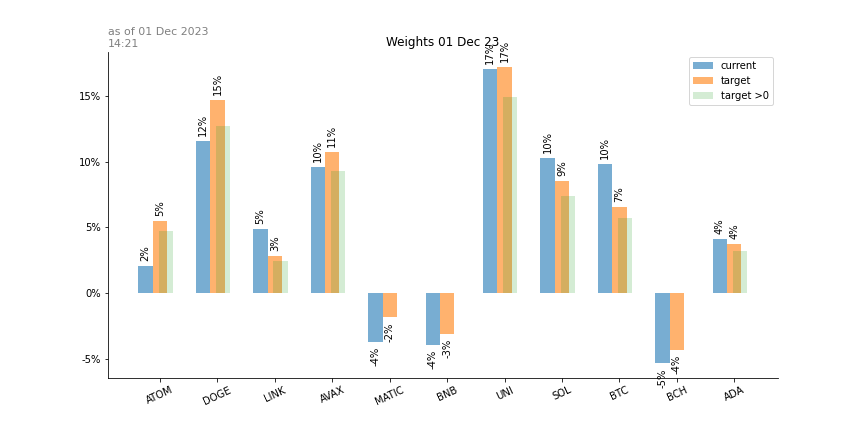 as of 01 Dec 2023
14:21
Weights 01 Dec 23
current
target
target >0
15%
10%
5%
0%
-5%
2%
5%
12%
15%
5%
3%
10%
11%
-4%
-2%
-4%
-3%
17%
17%
10%
9%
10%
7%
-5%
-4%
4%
4%
ATOM
DOGE
LINK
AVAX
MATIC
BNB
UNI
SOL
BTC
BCH
ADA